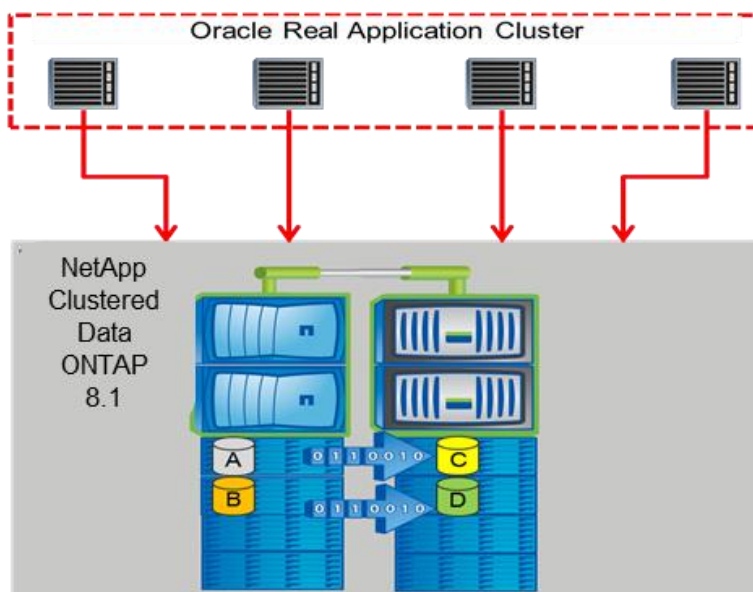 Oracle Real Application Cluster
NetApp
Clustered
Data
ONTAP
8.1
A
0 1 1 0 0 1 0
C
B
0 1 1 0 0 1 0
D